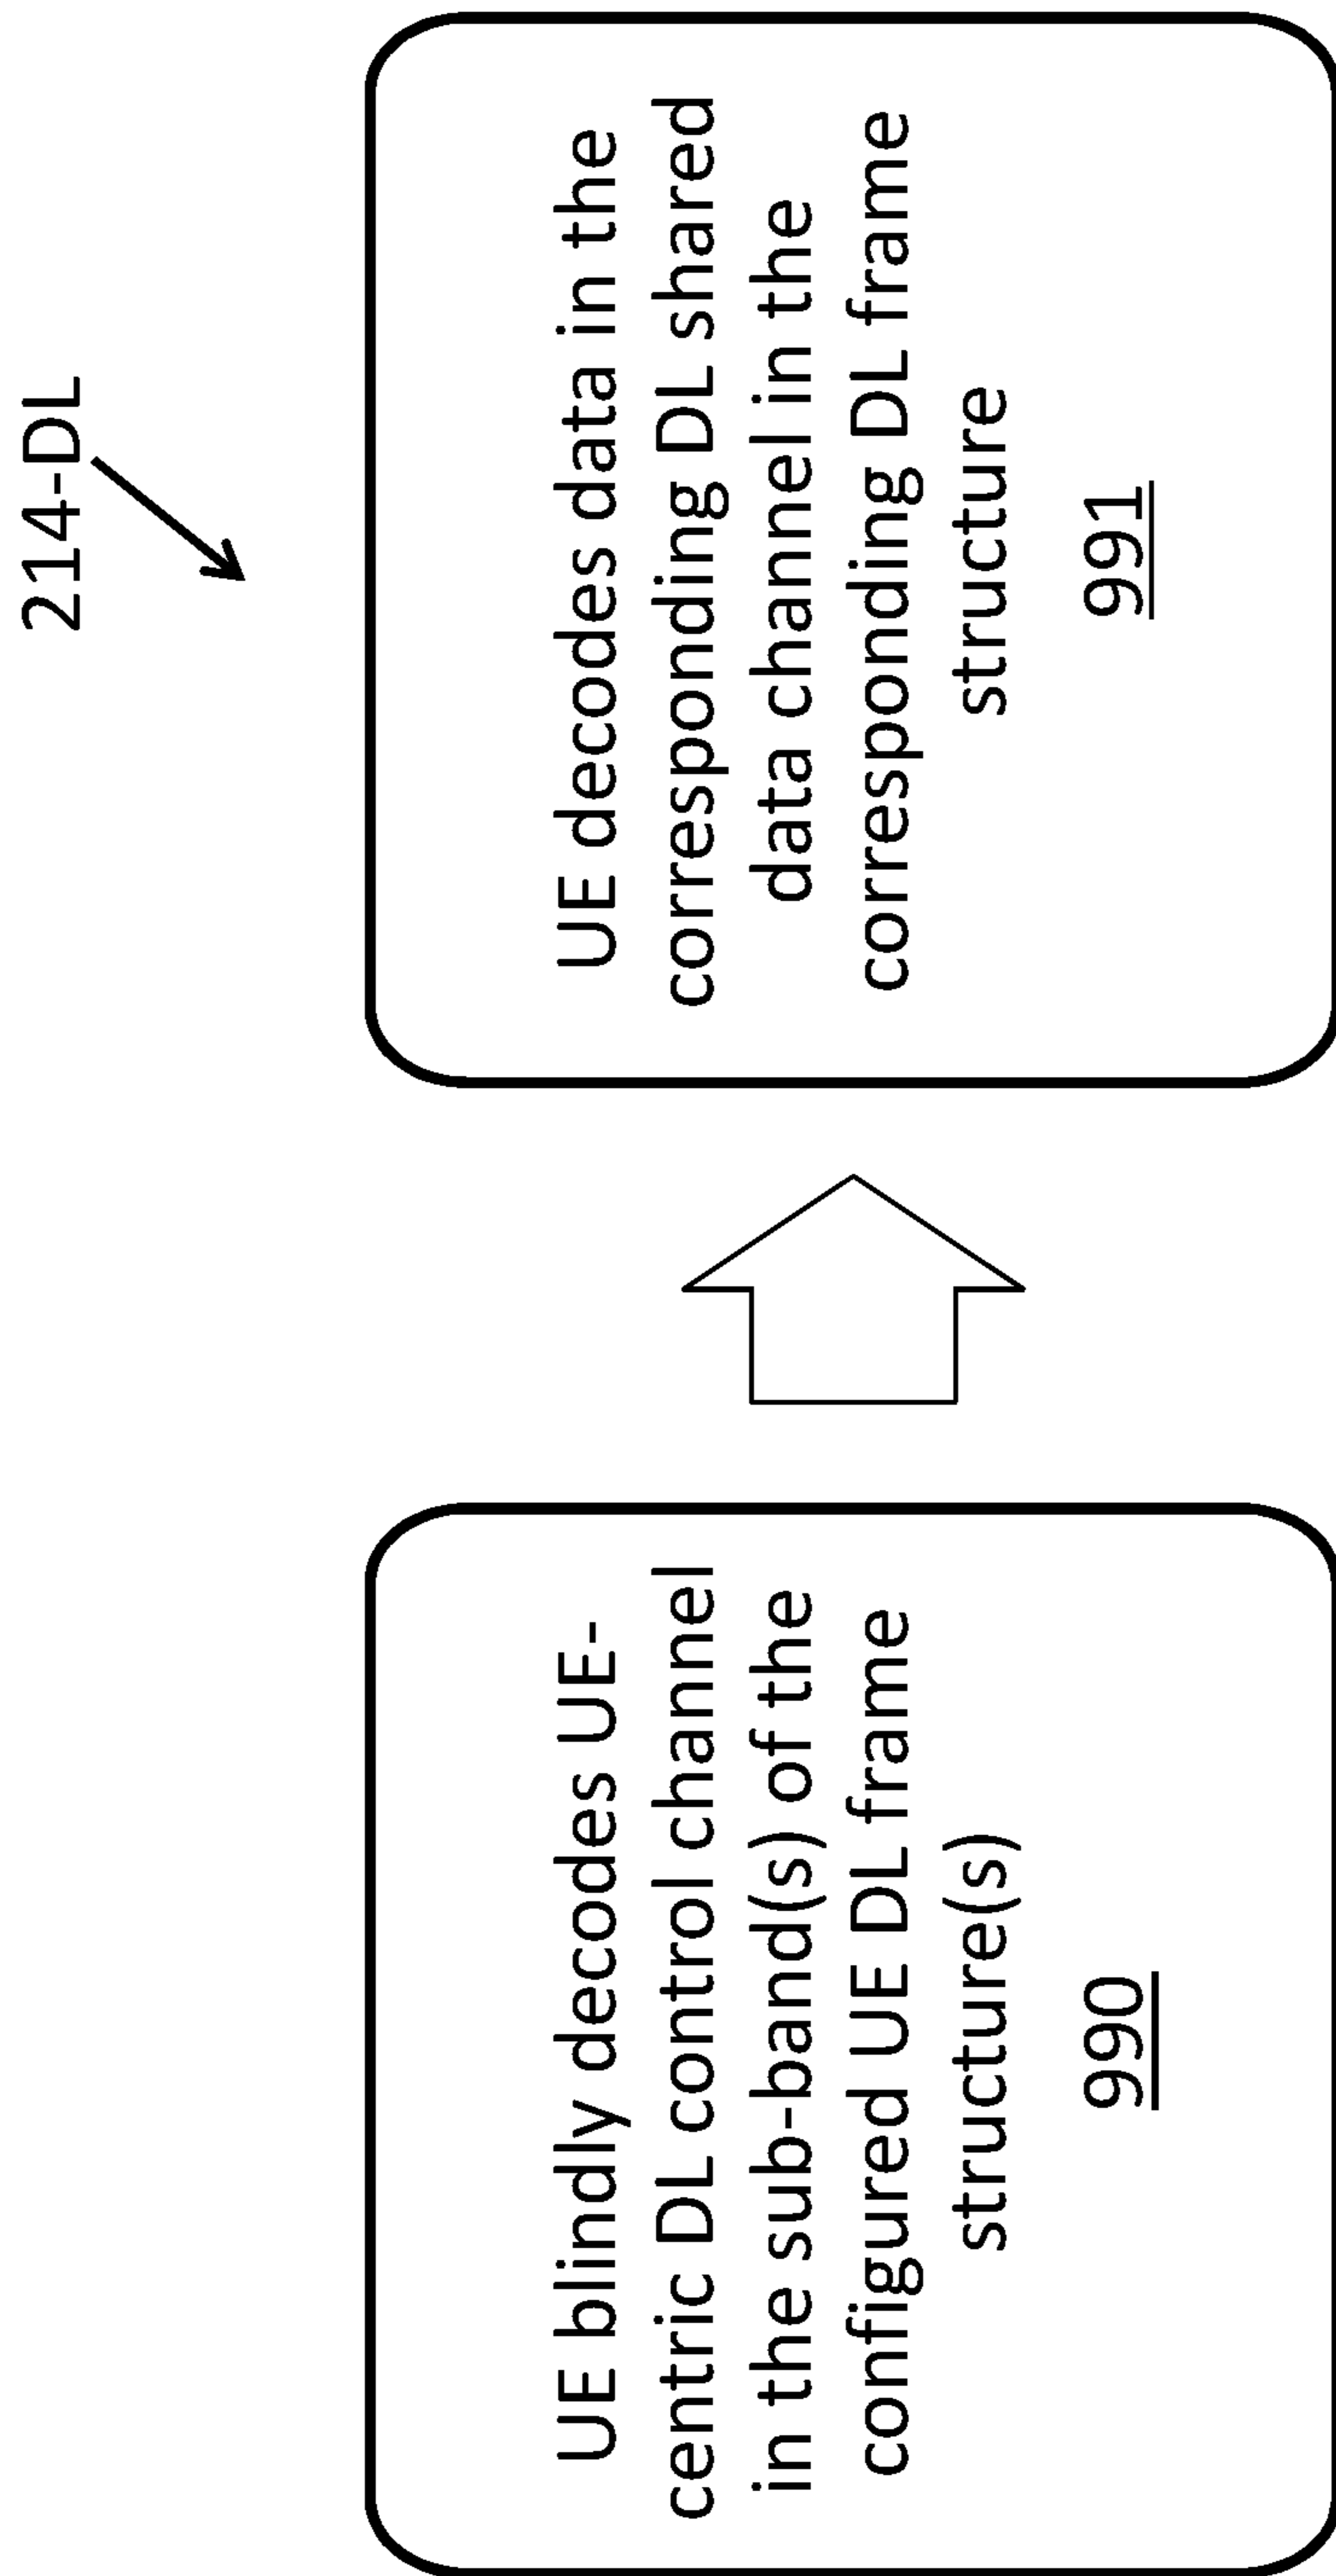 214-DL
UE blindly decodes UE-
centric DL control channel
in the sub-band(s) of the
configured UE DL frame
structure(s)
990
UE decodes data in the
corresponding DL shared
data channel in the
corresponding DL frame
structure
991